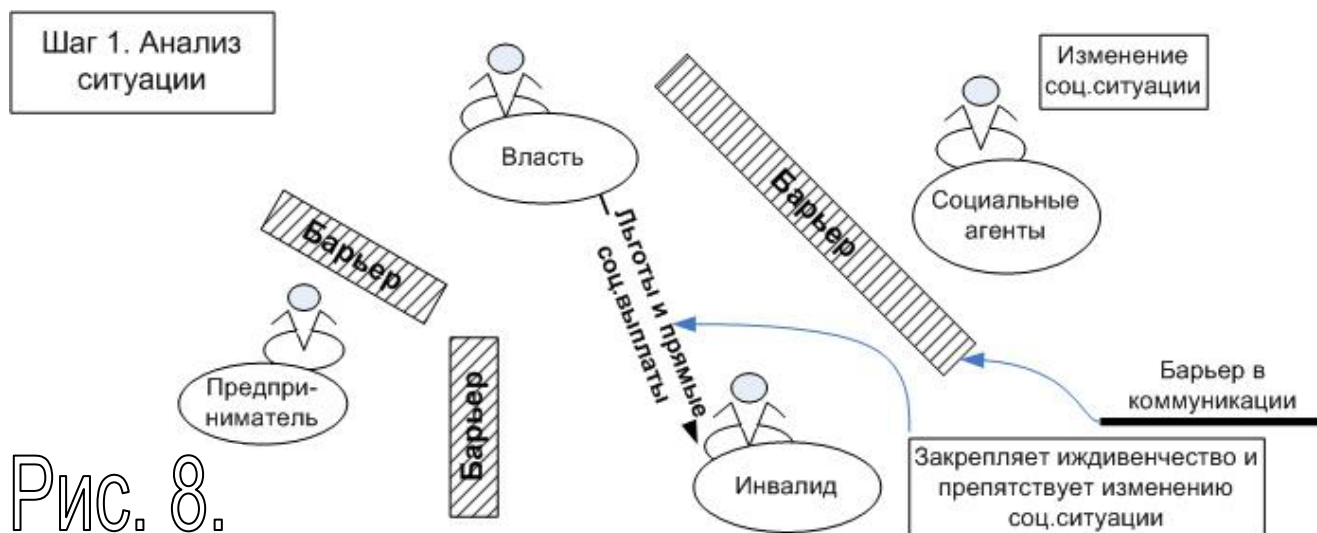 Шаг 1. Анализ
ситуации
Власть
Изменение
соц.ситуации
Социальные
агенты
Барьер
Барьер
Льготы и прямые
соц.выплаты
Предпри-
ниматель
Барьер
Инвалид
Барьер в
коммуникации
Закрепляет иждивенчество и
препятствует изменению
соц.ситуации
Рис. 8.